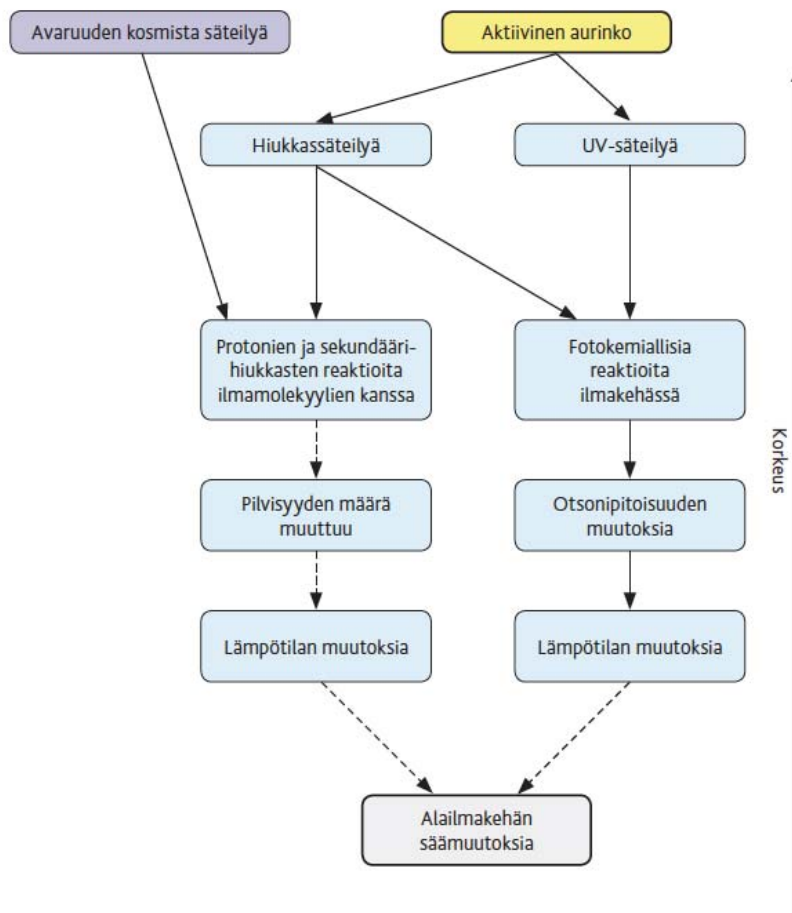 Avaruuden kosmista säteilyä
Aktiivinen aurinko
Hiukkassäteilyä
UV-säteilyä
Protonien ja sekundääri-
hiukkasten reaktioita
ilmamolekyylien kanssa
Fotokemiallisia
reaktioita
ilmakehässä
Pilvisyyden määrä
muuttuu
Otsonipitoisuuden
muutoksia
Lämpötilan muutoksia
Lämpötilan muutoksia
Alailmakehän
säämuutoksia
Korkeus